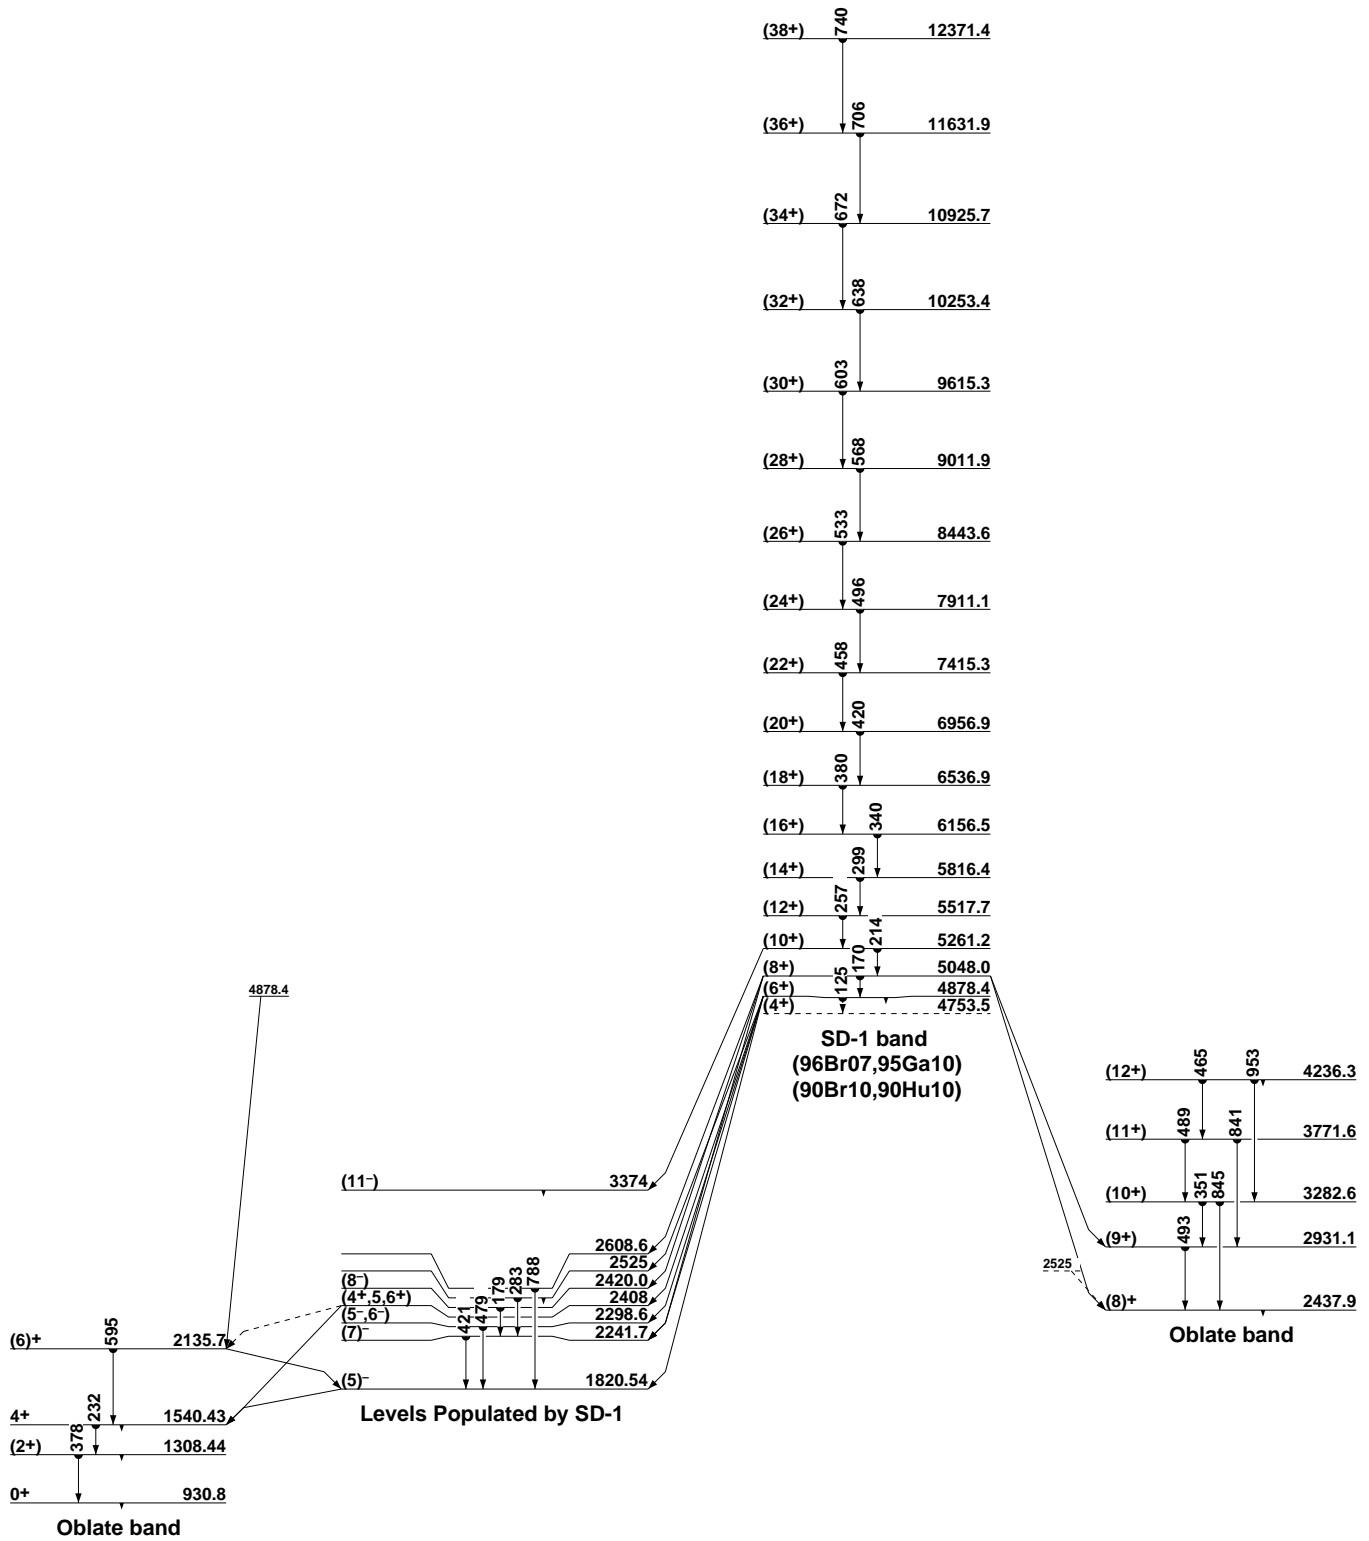 (38+) 740 12371.4
(36+) 706 11631.9
(34+) 672 10925.7
(32+) 638 10253.4
(30+) 603 9615.3
(28+) 568 9011.9
(26+) 533 8443.6
(24+) 496 7911.1
(22+) 458 7415.3
(20+) 420 6956.9
(18+) 380 6536.9
(16+) 340 6156.5
(14+) 299 5816.4
(12+) 257 5517.7
(10+) 214 5261.2
(8+) 170 5048.0
(6+) 125 4878.4
(4+) 4753.5
SD-1 band
(96Br07,95Ga10)
(90Br10,90Hu10)
4878.4
(6)+ 595 2135.7
4+ 232 1540.43
(2+) 378 1308.44
0+ 930.8
Oblate band
(11−) 3374
788 2608.6
283 2525
(8−) 179 2420.0
(4+,5,6+) 2408
(5−,6−) 479 2298.6
(7)− 421 2241.7
(5)− 1820.54
Levels Populated by SD-1
(12+) 465 953 4236.3
(11+) 489 841 3771.6
(10+) 351 845 3282.6
(9+) 493 2931.1
2525
(8)+ 2437.9
Oblate band